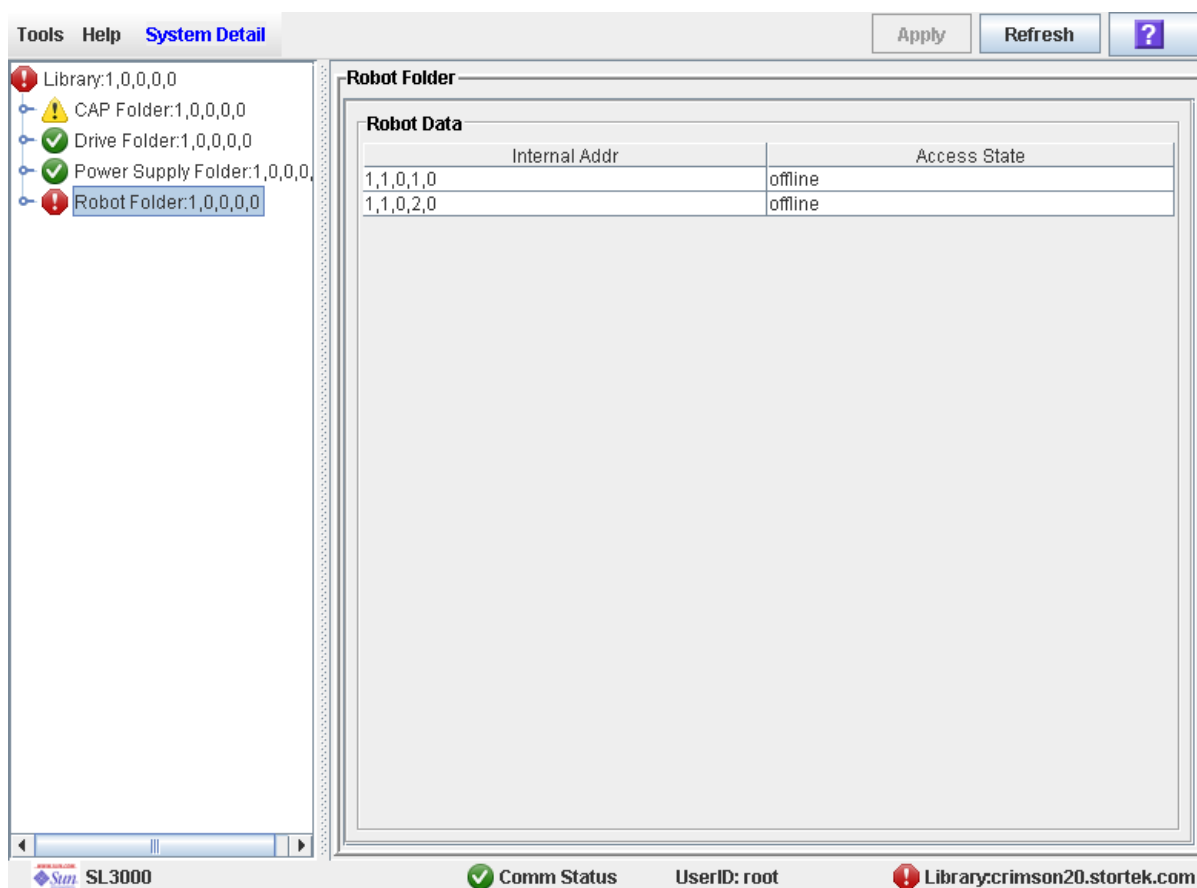 Tools Help System Detail Apply Refresh ?
Library:1,0,0,0,0
CAP Folder:1,0,0,0,0
Drive Folder:1,0,0,0,0
Power Supply Folder:1,0,0,0,
Robot Folder:1,0,0,0,0
Robot Folder
Robot Data
Internal Addr Access State
1,1,0,1,0 offline
1,1,0,2,0 offline
Sun SL3000 Comm Status UserID: root Library:crimson20.stortek.com